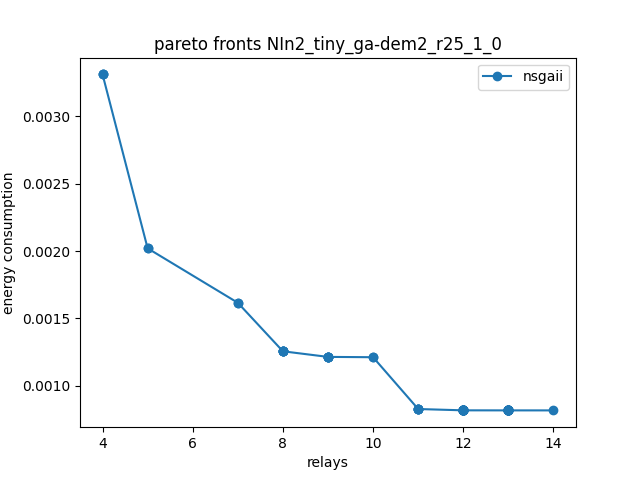 pareto fronts NIn2_tiny_ga-dem2_r25_1_0
nsgaii
energy consumption
0.0030
0.0025
0.0020
0.0015
0.0010
4 6 8 10 12 14
relays